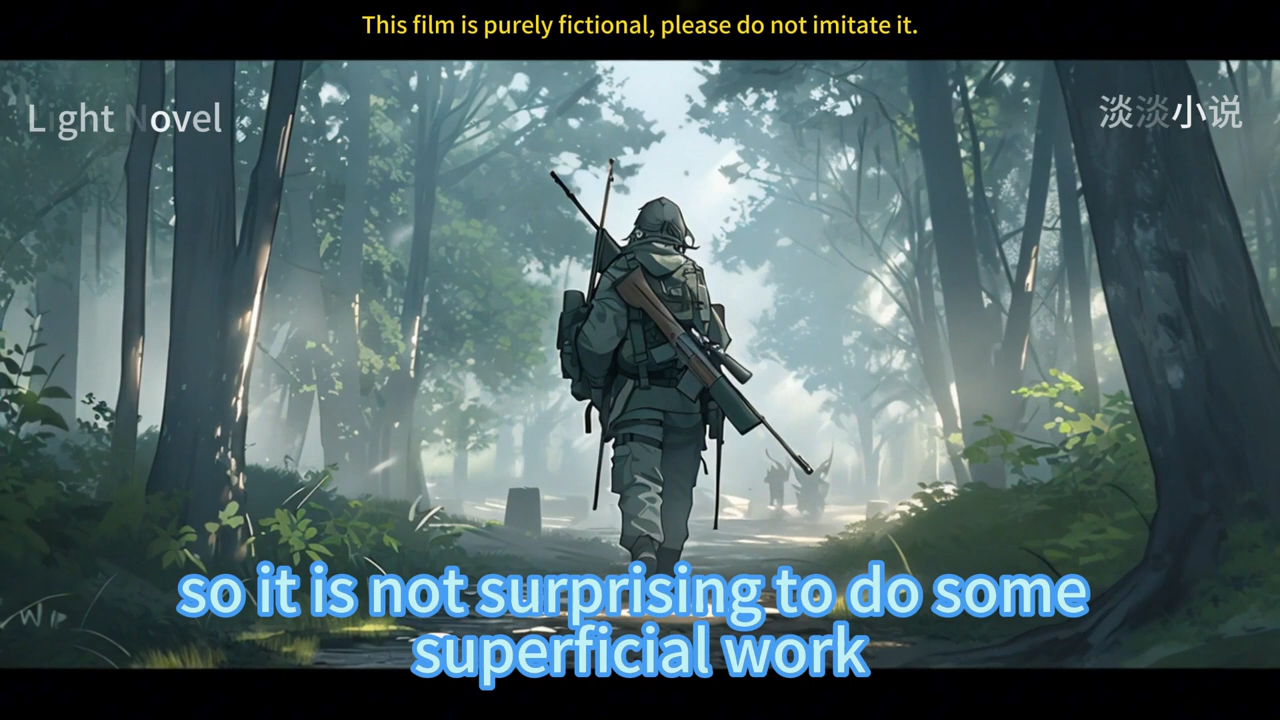 This film is purely fictional, please do not imitate it.
Light Novel
淡淡小说
so it is not surprising to do some
superficial work